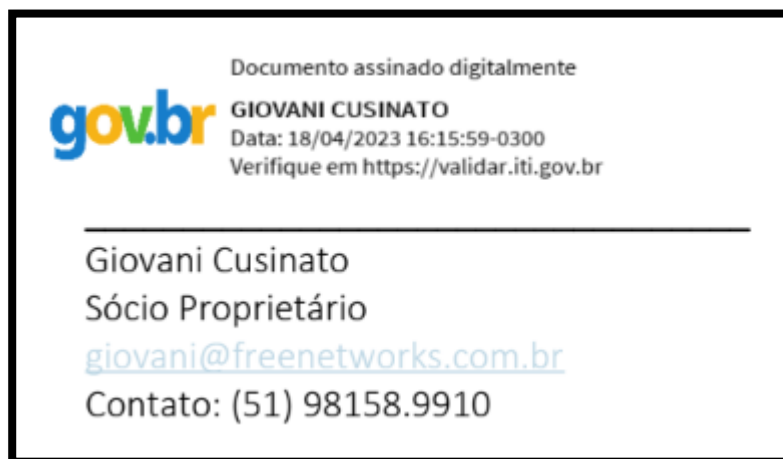 Documento assinado digitalmente
gov.br
GIOVANI CUSINATO
Data: 18/04/2023 16:15:59-0300
Verifique em https://validar.iti.gov.br
Giovani Cusinato
Sócio Proprietário
giovani@freenetworks.com.br
Contato: (51) 98158.9910